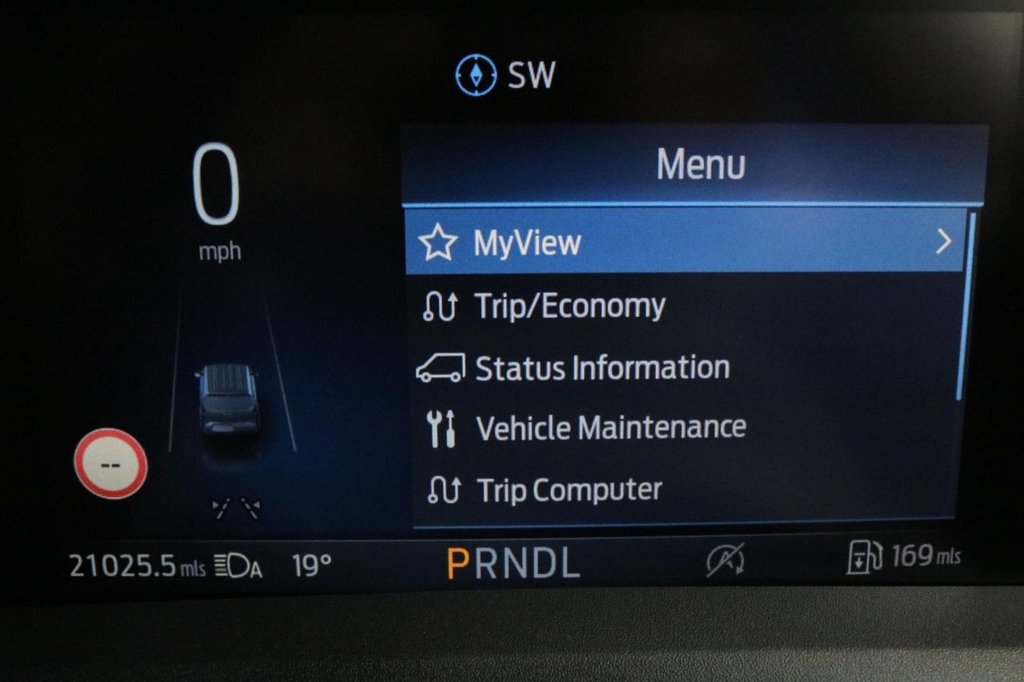 SW
0
mph
Menu
MyView
Trip/Economy
Status Information
Vehicle Maintenance
Trip Computer
--
21025.5 mls A 19° PRNDL A 169 mls